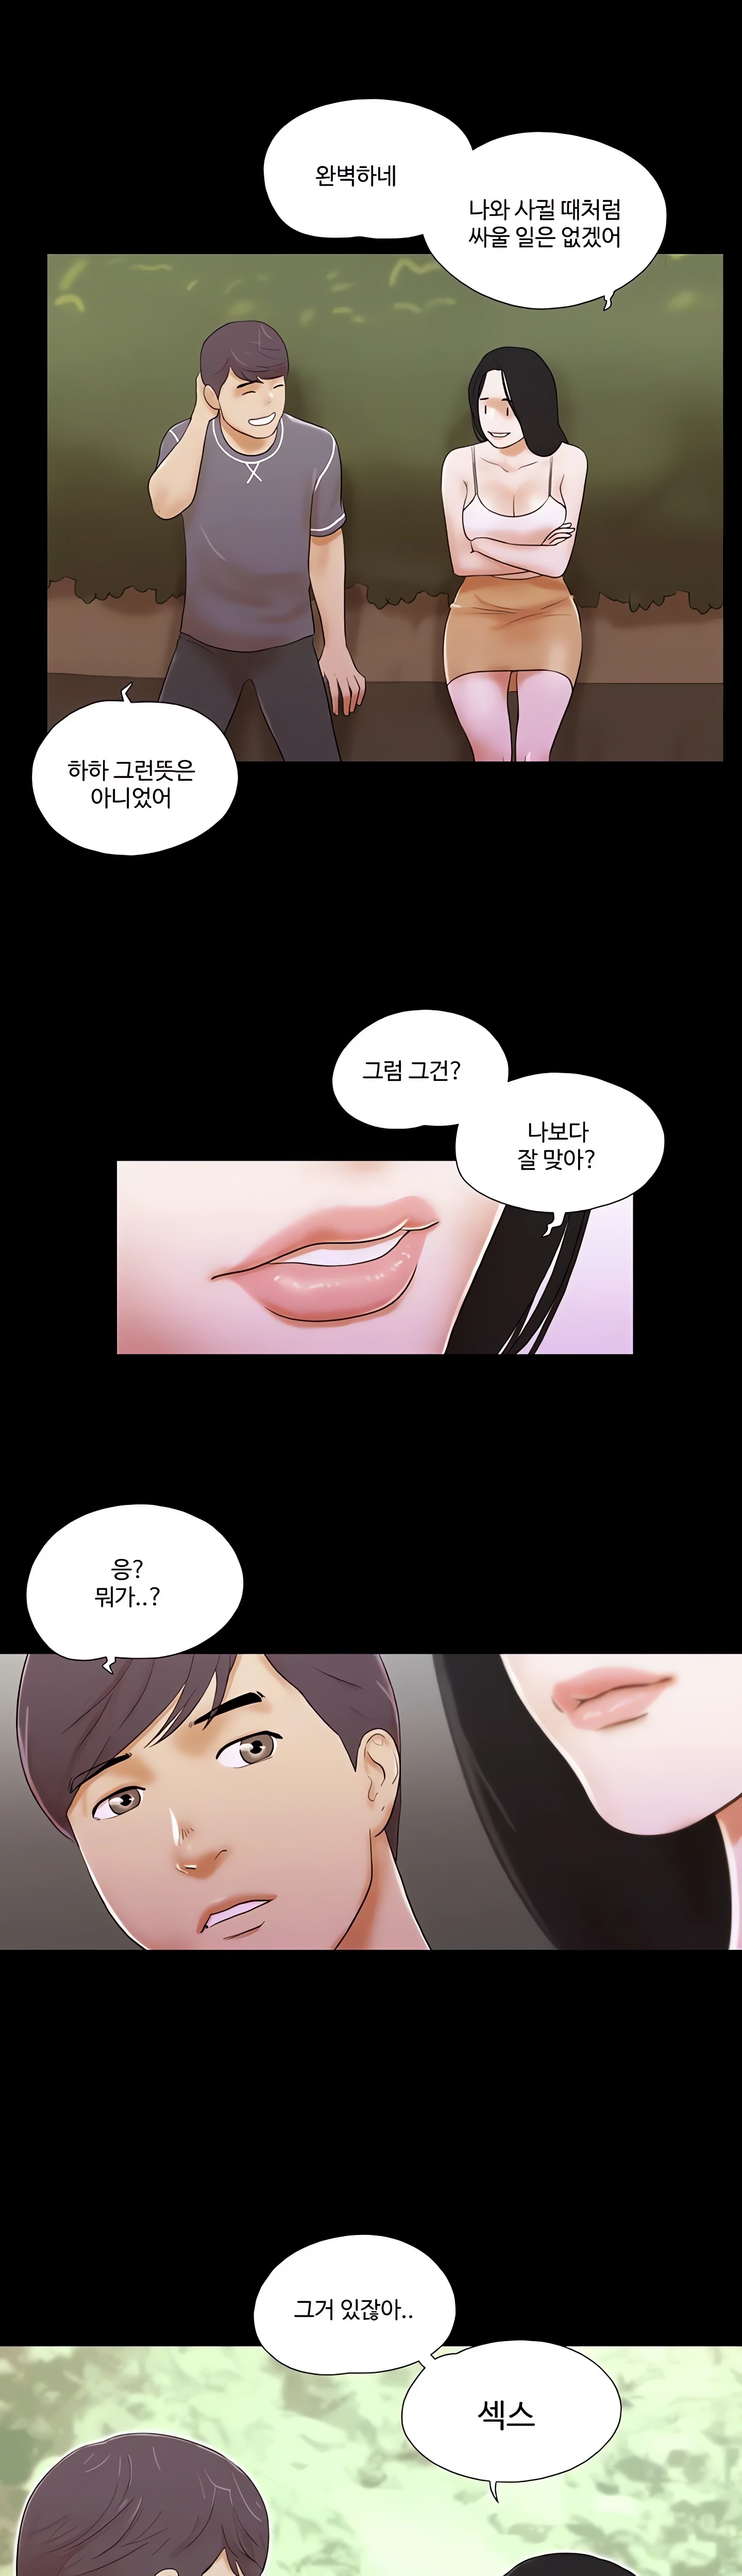 완벽하네
나와 사귈 때처럼
싸울 일은 없겠어
하하 그런뜻은
아니었어
그럼 그건?
나보다
잘 맞아?
응?
뭐가..?
그거 있잖아..
섹스